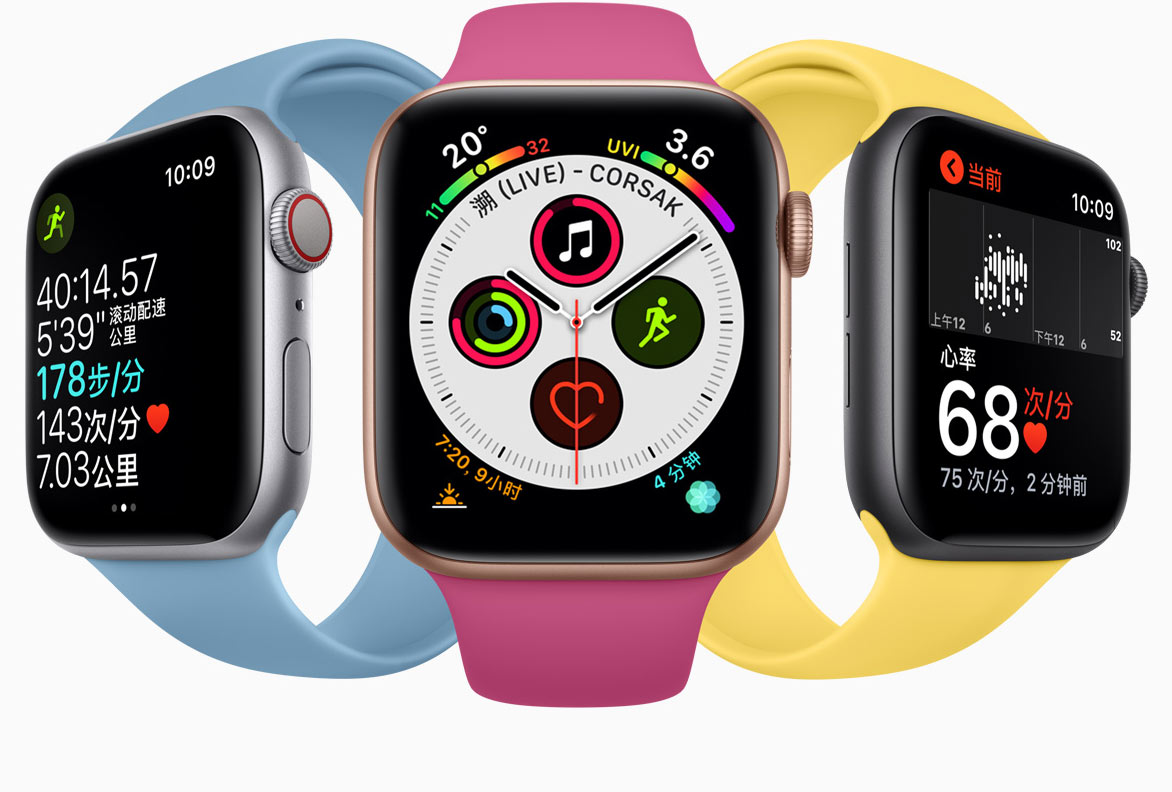 10:09
40:14.57
5'39" 滚动配速
公里
178步/分
143次/分
7.03公里
20°
11
32
UVI
3.6
溯 (LIVE) - CORSAK
7:20, 9小时
4 分钟
当前
10:09
102
52
上午12
6
下午12
6
心率
68 次/分
75 次/分，2 分钟前